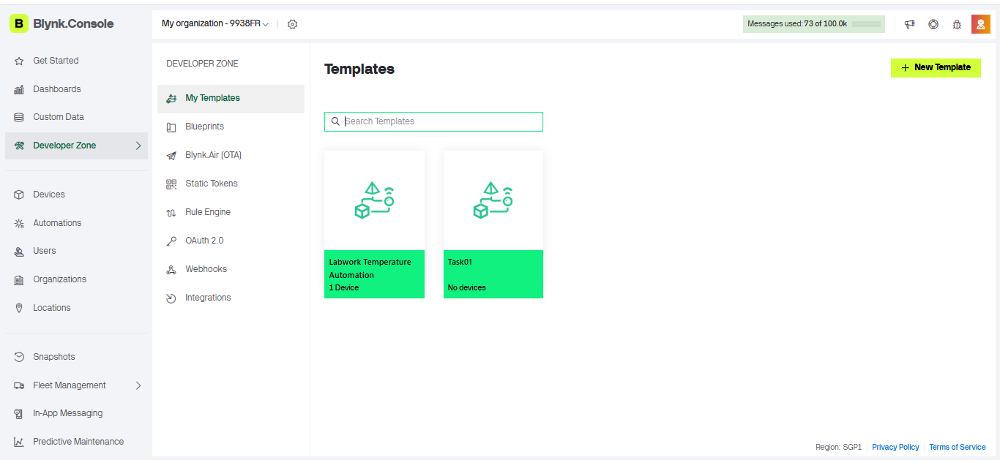 B Blynk.Console
My organization - 9938FR
Messages used: 73 of 100.0k
Get Started
Dashboards
Custom Data
Developer Zone
Devices
Automations
Users
Organizations
Locations
Snapshots
Fleet Management
In-App Messaging
Predictive Maintenance
DEVELOPER ZONE
My Templates
Blueprints
Blynk.Air (OTA)
Static Tokens
Rule Engine
OAuth 2.0
Webhooks
Integrations
Templates
+ New Template
Search Templates
Labwork Temperature
Automation
1 Device
Task01
No devices
Region: SGP1 Privacy Policy Terms of Service